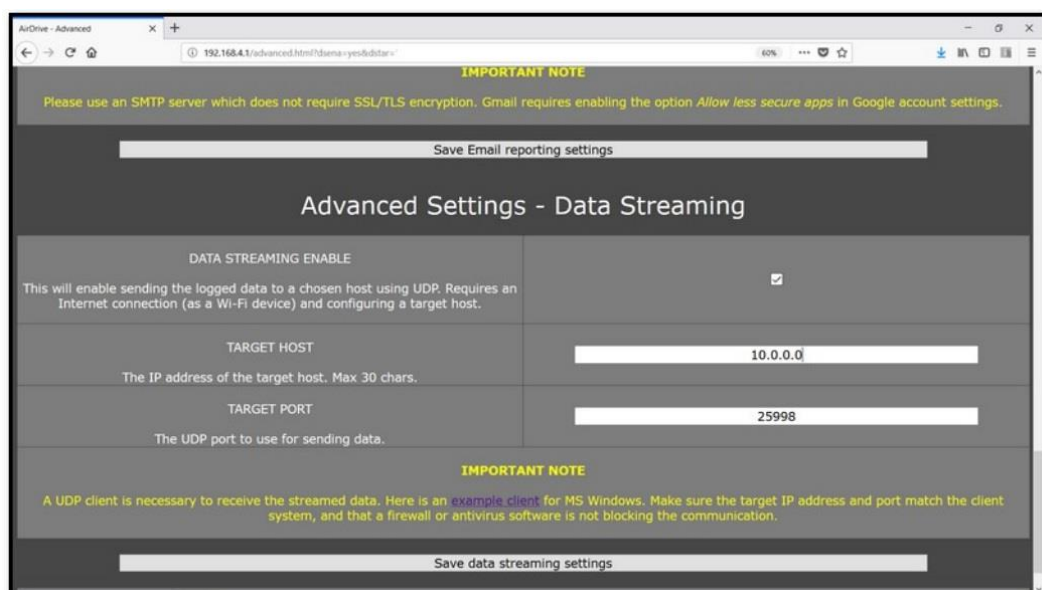 AirDrive - Advanced
192.168.4.1/advanced.html?dsena=yes&dstar='
60%
IMPORTANT NOTE
Please use an SMTP server which does not require SSL/TLS encryption. Gmail requires enabling the option Allow less secure apps in Google account settings.
Save Email reporting settings
Advanced Settings - Data Streaming
DATA STREAMING ENABLE
This will enable sending the logged data to a chosen host using UDP. Requires an
Internet connection (as a Wi-Fi device) and configuring a target host.
TARGET HOST
10.0.0.0
The IP address of the target host. Max 30 chars.
TARGET PORT
25998
The UDP port to use for sending data.
IMPORTANT NOTE
A UDP client is necessary to receive the streamed data. Here is an example client for MS Windows. Make sure the target IP address and port match the client
system, and that a firewall or antivirus software is not blocking the communication.
Save data streaming settings